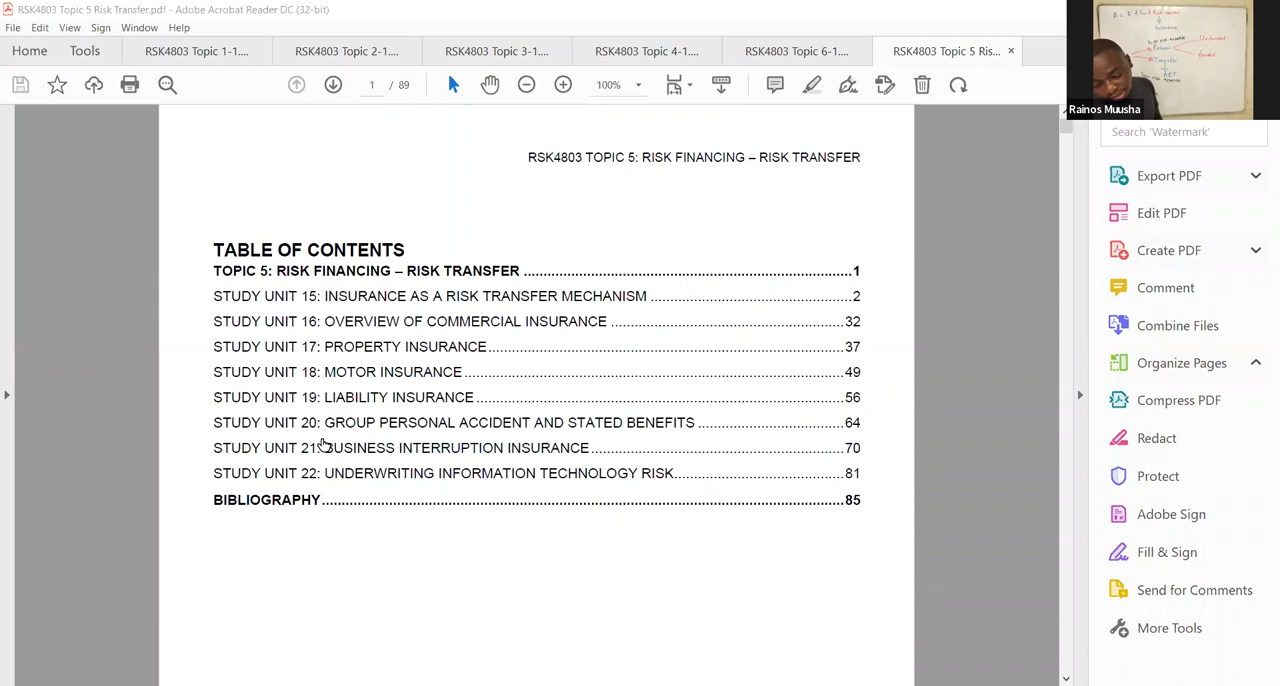 RSK4803 Topic 5 Risk Transfer.pdf - Adobe Acrobat Reader DC (32-bit)
File Edit View Sign Window Help
Home Tools RSK4803 Topic 1-1.... RSK4803 Topic 2-1.... RSK4803 Topic 3-1.... RSK4803 Topic 4-1.... RSK4803 Topic 6-1.... RSK4803 Topic 5 Ris... ×
1 / 89 100%
Rainos Muusha
Search 'Watermark'
RSK4803 TOPIC 5: RISK FINANCING – RISK TRANSFER
TABLE OF CONTENTS
TOPIC 5: RISK FINANCING – RISK TRANSFER ........ 1
STUDY UNIT 15: INSURANCE AS A RISK TRANSFER MECHANISM ........ 2
STUDY UNIT 16: OVERVIEW OF COMMERCIAL INSURANCE ........ 32
STUDY UNIT 17: PROPERTY INSURANCE ........ 37
STUDY UNIT 18: MOTOR INSURANCE ........ 49
STUDY UNIT 19: LIABILITY INSURANCE ........ 56
STUDY UNIT 20: GROUP PERSONAL ACCIDENT AND STATED BENEFITS ........ 64
STUDY UNIT 21: BUSINESS INTERRUPTION INSURANCE ........ 70
STUDY UNIT 22: UNDERWRITING INFORMATION TECHNOLOGY RISK ........ 81
BIBLIOGRAPHY ........ 85
Export PDF
Edit PDF
Create PDF
Comment
Combine Files
Organize Pages
Compress PDF
Redact
Protect
Adobe Sign
Fill & Sign
Send for Comments
More Tools